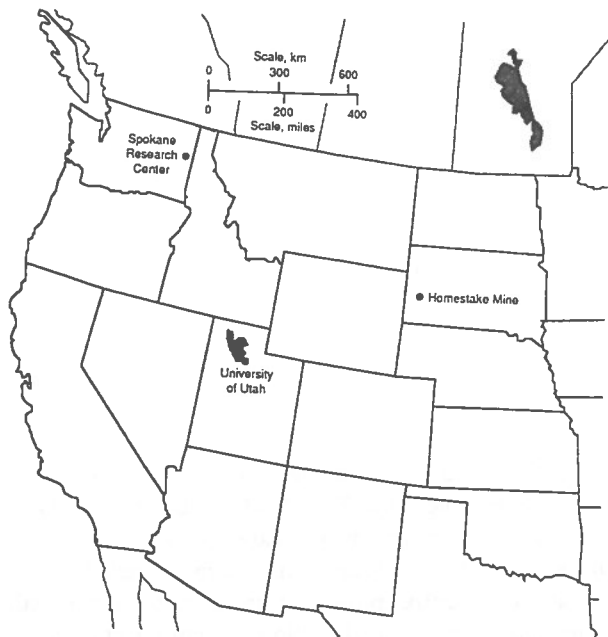 Scale, km
0 300 600
0 200 400
Scale, miles
Spokane
Research
Center
Homestake Mine
University
of Utah